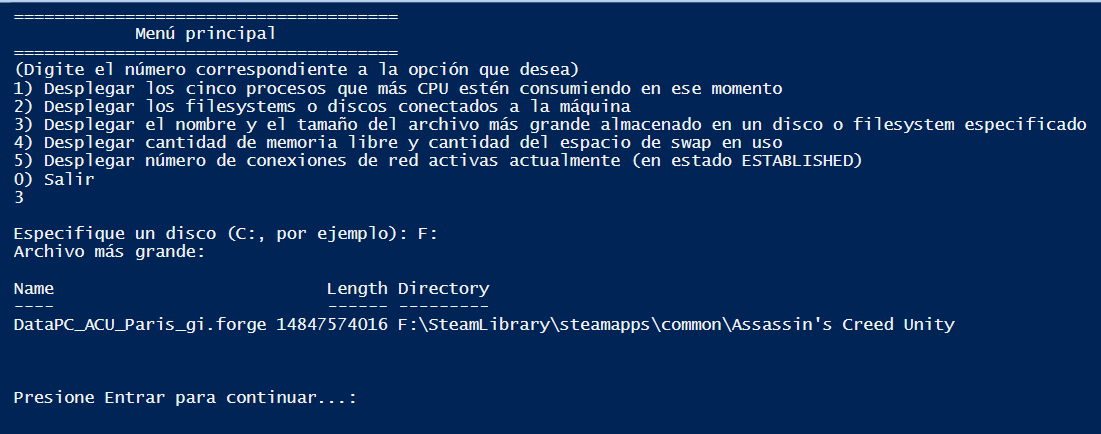 ======================================
Menú principal
======================================
(Digite el número correspondiente a la opción que desea)
1) Desplegar los cinco procesos que más CPU estén consumiendo en ese momento
2) Desplegar los filesystems o discos conectados a la máquina
3) Desplegar el nombre y el tamaño del archivo más grande almacenado en un disco o filesystem especificado
4) Desplegar cantidad de memoria libre y cantidad del espacio de swap en uso
5) Desplegar número de conexiones de red activas actualmente (en estado ESTABLISHED)
0) Salir
3
Especifique un disco (C:, por ejemplo): F:
Archivo más grande:
Name                           Length Directory
----                           ------ ---------
DataPC_ACU_Paris_gi.forge 14847574016 F:\SteamLibrary\steamapps\common\Assassin's Creed Unity
Presione Entrar para continuar...: